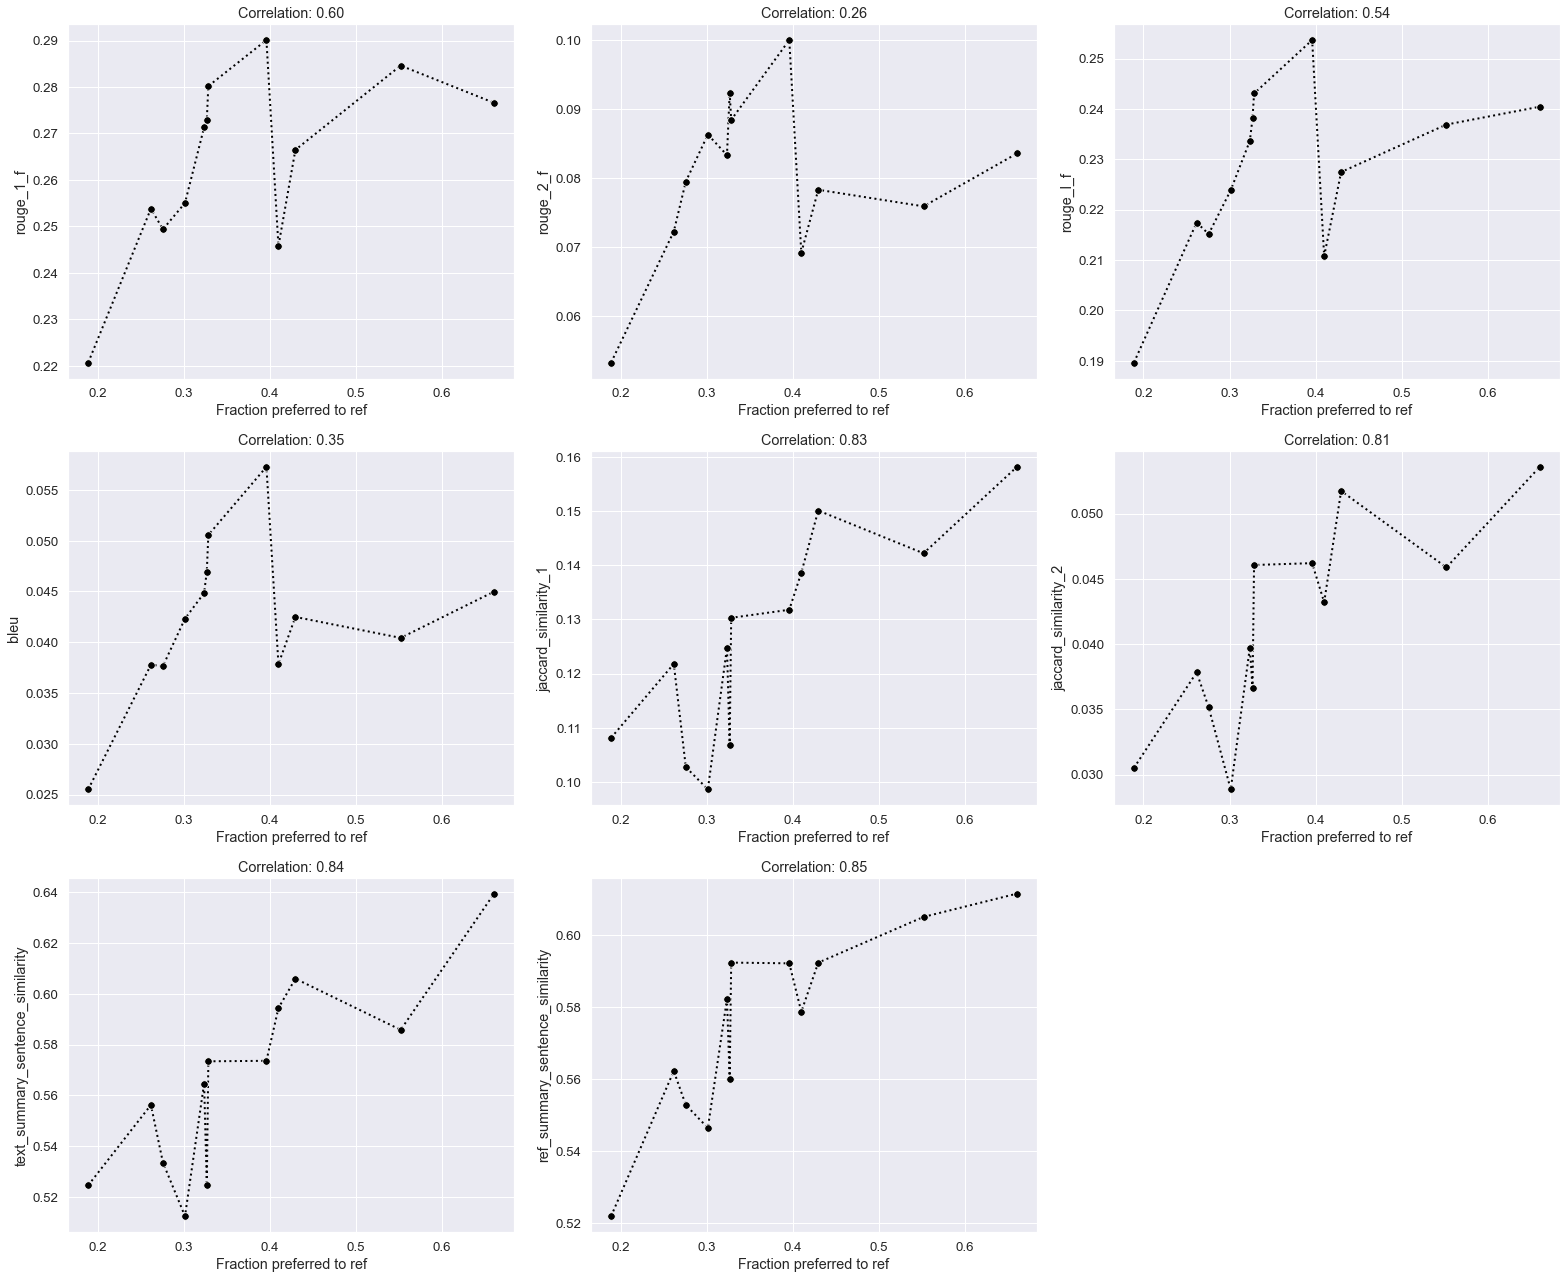 Correlation: 0.60
0.29
0.28
0.27
0.26
0.25
0.24
0.23
0.22
rouge_1_f
0.2 0.3 0.4 0.5 0.6
Fraction preferred to ref
Correlation: 0.26
0.10
0.09
0.08
0.07
0.06
rouge_2_f
0.2 0.3 0.4 0.5 0.6
Fraction preferred to ref
Correlation: 0.54
0.25
0.24
0.23
0.22
0.21
0.20
0.19
rouge_l_f
0.2 0.3 0.4 0.5 0.6
Fraction preferred to ref
Correlation: 0.35
0.055
0.050
0.045
0.040
0.035
0.030
0.025
bleu
0.2 0.3 0.4 0.5 0.6
Fraction preferred to ref
Correlation: 0.83
0.16
0.15
0.14
0.13
0.12
0.11
0.10
jaccard_similarity_1
0.2 0.3 0.4 0.5 0.6
Fraction preferred to ref
Correlation: 0.81
0.050
0.045
0.040
0.035
0.030
jaccard_similarity_2
0.2 0.3 0.4 0.5 0.6
Fraction preferred to ref
Correlation: 0.84
0.64
0.62
0.60
0.58
0.56
0.54
0.52
text_summary_sentence_similarity
0.2 0.3 0.4 0.5 0.6
Fraction preferred to ref
Correlation: 0.85
0.60
0.58
0.56
0.54
0.52
ref_summary_sentence_similarity
0.2 0.3 0.4 0.5 0.6
Fraction preferred to ref